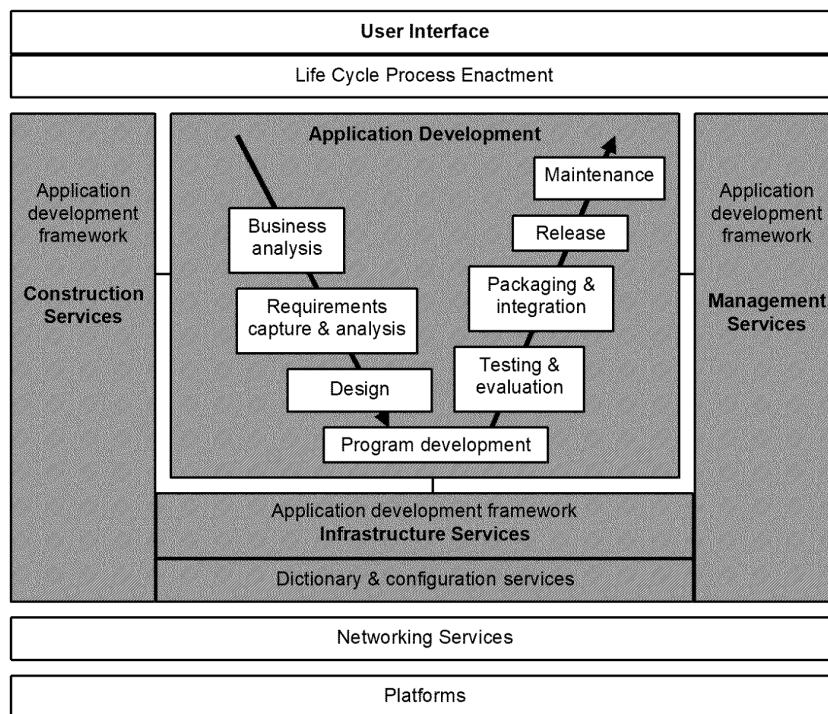 User Interface
Life Cycle Process Enactment
Application
development
framework
Construction
Services
Application Development
Business
analysis
Requirements
capture & analysis
Design
Program development
Testing &
evaluation
Packaging &
integration
Release
Maintenance
Application
development
framework
Management
Services
Application development framework
Infrastructure Services
Dictionary & configuration services
Networking Services
Platforms